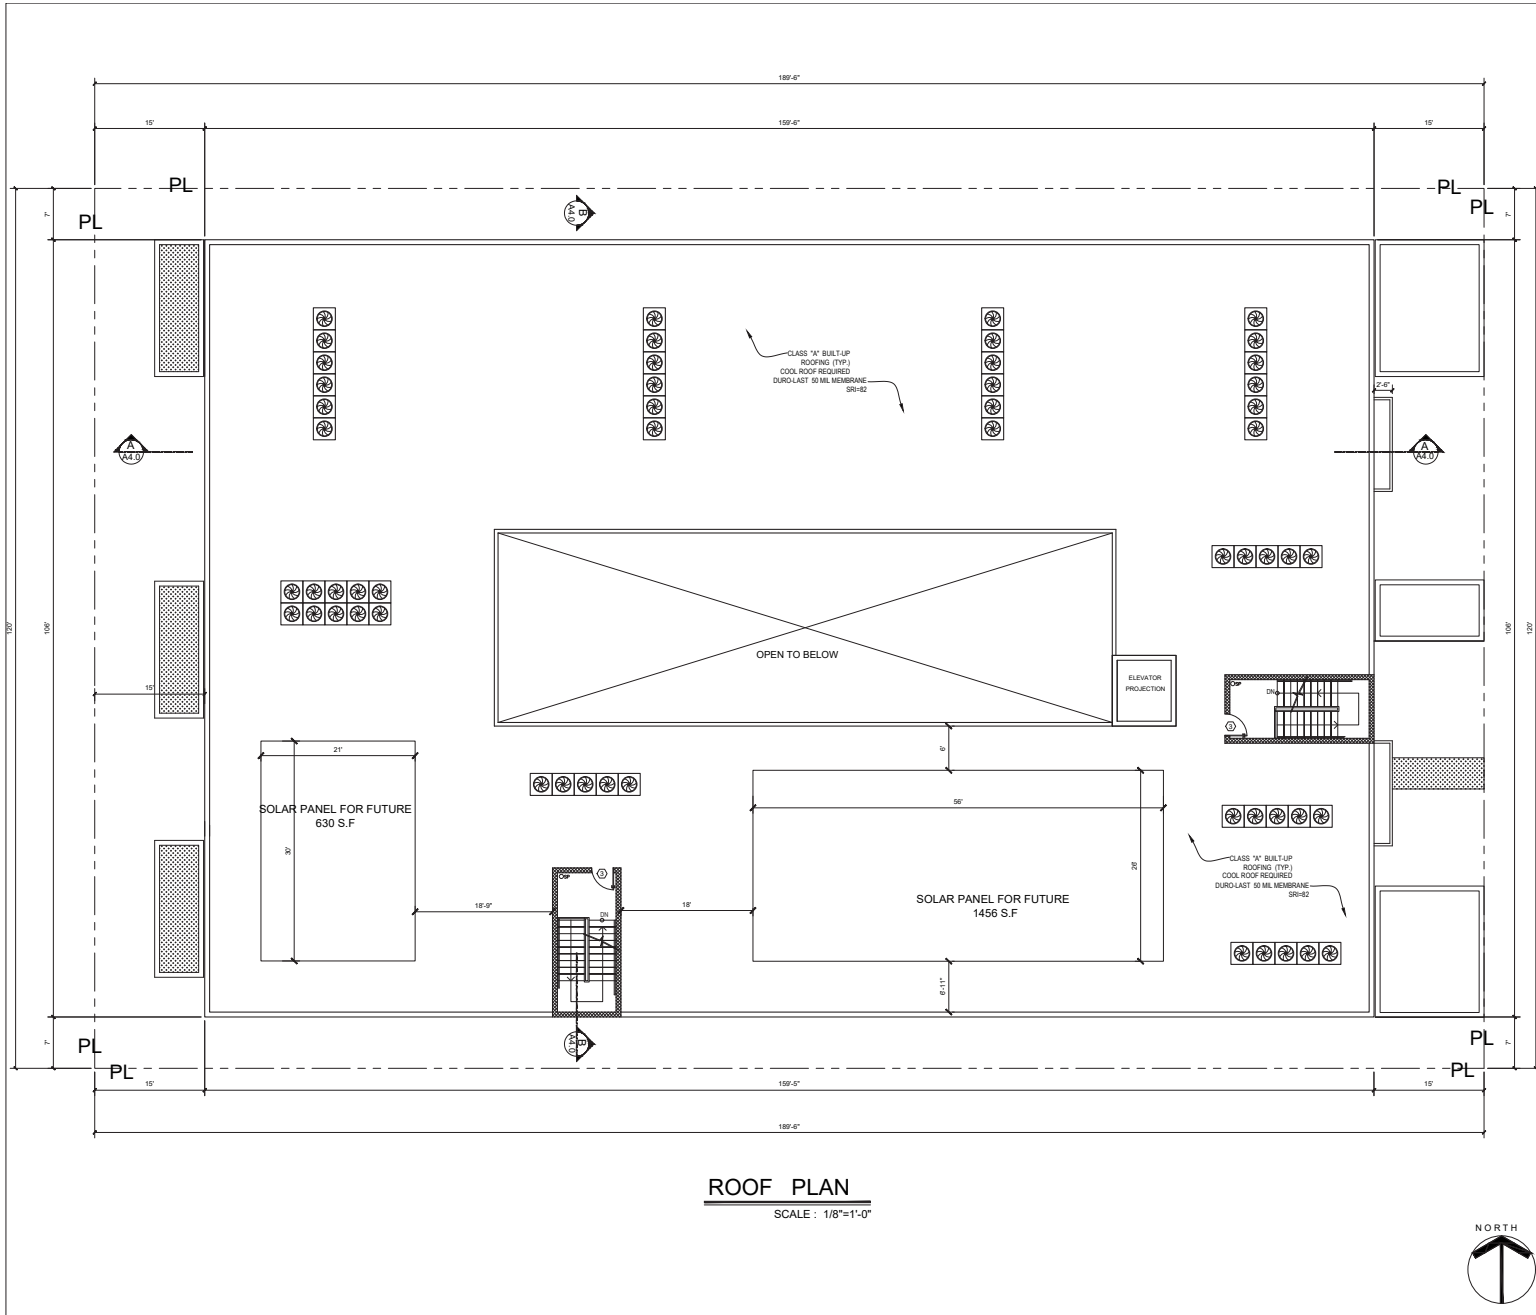 189'-6"
15'
159'-6"
15'
PL
PL
PL
PL
7'
7'
B
A4.0
CLASS "A" BUILT-UP
ROOFING (TYP.)
COOL ROOF REQUIRED
DURO-LAST 50 MIL MEMBRANE
SRI=82
2'-6"
A
A4.0
A
A4.0
120'
106'
106'
120'
OPEN TO BELOW
ELEVATOR
PROJECTION
SP
DN
3
15'
21'
6'
56'
SOLAR PANEL FOR FUTURE
630 S.F
30'
26'
CLASS "A" BUILT-UP
ROOFING (TYP.)
COOL ROOF REQUIRED
DURO-LAST 50 MIL MEMBRANE
SRI=82
SP
3
DN
18'-9"
18'
SOLAR PANEL FOR FUTURE
1456 S.F
6'-11"
B
A4.0
7'
7'
PL
PL
PL
PL
15'
159'-5"
15'
189'-6"
ROOF PLAN
SCALE : 1/8"=1'-0"
NORTH